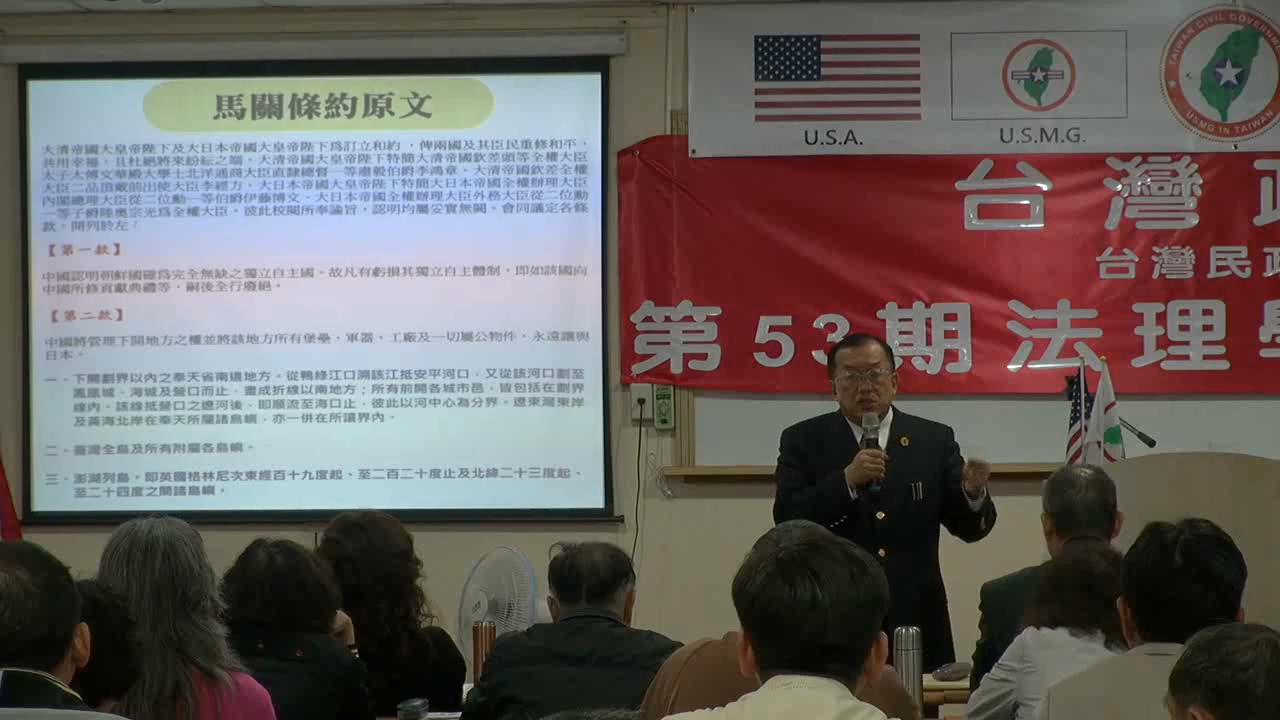 馬關條約原文
大清帝國大皇帝陛下及大日本帝國大皇帝陛下爲訂立和約，俾兩國及其臣民重修和平，
共用幸福，且杜絕將來紛紜之端，大清帝國大皇帝陛下特簡大清帝國欽差頭等全權大臣
太子太傅文華殿大學士北洋通商大臣直隸總督一等肅毅伯爵李鴻章、大清帝國欽差全權
大臣二品頂戴前出使大臣李經方、大日本帝國大皇帝陛下特簡大日本帝國全權辦理大臣
內閣總理大臣從二位勳一等伯爵伊藤博文、大日本帝國全權辦理大臣外務大臣從二位勳
一等子爵陸奧宗光爲全權大臣，彼此校閱所奉諭旨，認明均屬妥實無闕。會同議定各條
款，開列於左：
【第一款】
中國認明朝鮮國確爲完全無缺之獨立自主國。故凡有虧損其獨立自主體制，即如該國向
中國所修貢獻典禮等，嗣後全行廢絕。
【第二款】
中國將管理下開地方之權並將該地方所有堡壘、軍器、工廠及一切屬公物件，永遠讓與
日本。
一、下開劃界以內之奉天省南邊地方。從鴨綠江口溯該江抵安平河口，又從該河口劃至
鳳凰城、海城及營口而止，畫成折線以南地方；所有前開各城市邑，皆包括在劃界
線內。該線抵營口之遼河後，即順流至海口止，彼此以河中心爲分界。遼東灣東岸
及黃海北岸在奉天所屬諸島嶼，亦一併在所讓界內。
二、臺灣全島及所有附屬各島嶼。
三、澎湖列島。即英國格林尼次東經百十九度起、至二百二十度止及北緯二十三度起、
至二十四度之間諸島嶼。
U.S.A.
U.S.M.G.
TAIWAN CIVIL GOVERN
USMG IN TAIWAN
台灣政
台灣民政
第53期法理學